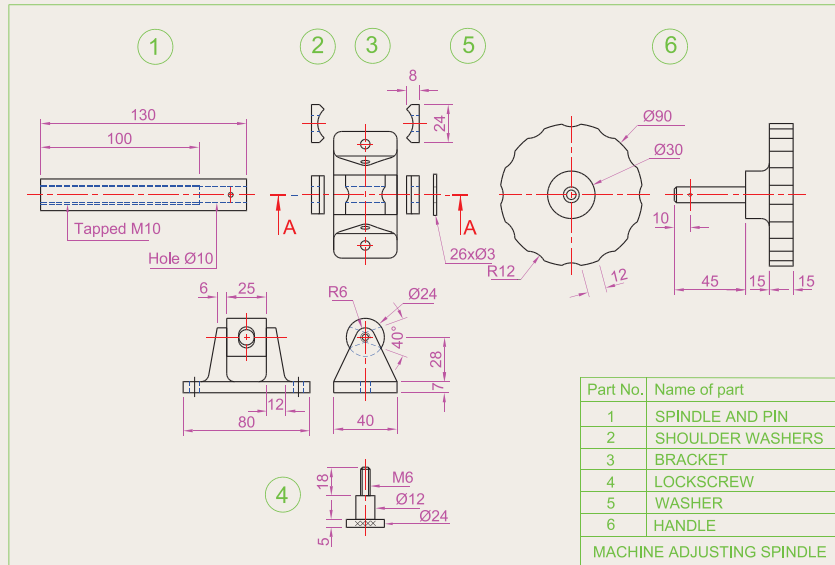 1
2
3
5
6
8
24
130
100
Tapped M10
Hole Ø10
A
A
26xØ3
Ø90
Ø30
R12
12
10
45
15
15
6
25
12
80
R6
Ø24
40°
28
7
40
4
18
M6
Ø12
Ø24
5
Part No. Name of part
1 SPINDLE AND PIN
2 SHOULDER WASHERS
3 BRACKET
4 LOCKSCREW
5 WASHER
6 HANDLE
MACHINE ADJUSTING SPINDLE